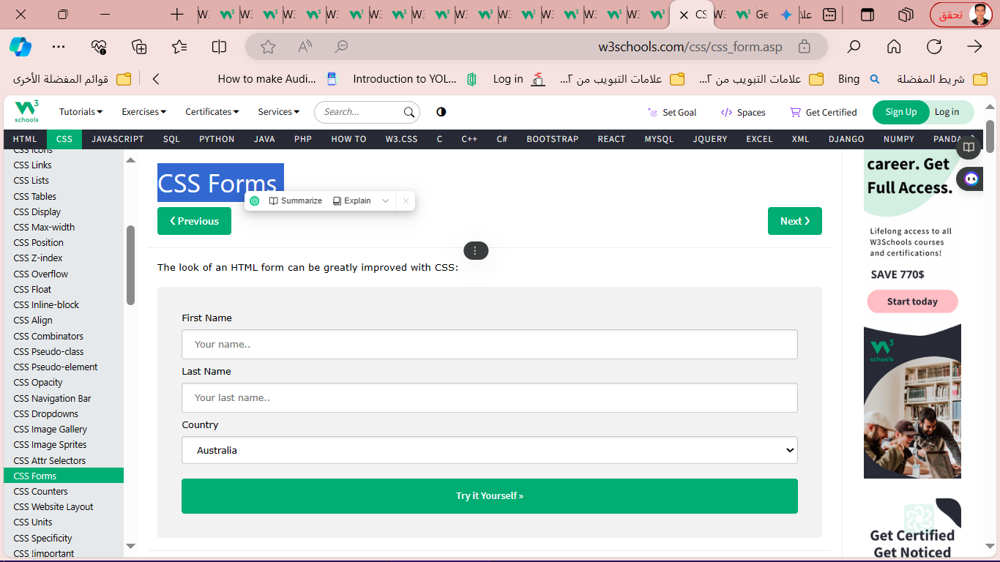 تحقق
W3
W3
W3
W3
W3
W3
W3
W3
W3
W3
W3
CS
W3
Ge
علا
w3schools.com/css/css_form.asp
قوائم المفضلة الأخرى
How to make Audi...
Introduction to YOL...
Log in
علامات التبويب من ٢...
علامات التبويب من ٢...
Bing
شريط المفضلة
W3 schools
Tutorials
Exercises
Certificates
Services
Search...
Set Goal
Spaces
Get Certified
Sign Up
Log in
HTML CSS JAVASCRIPT SQL PYTHON JAVA PHP HOW TO W3.CSS C C++ C# BOOTSTRAP REACT MYSQL JQUERY EXCEL XML DJANGO NUMPY PANDA
CSS Icons
CSS Links
CSS Lists
CSS Tables
CSS Display
CSS Max-width
CSS Position
CSS Z-index
CSS Overflow
CSS Float
CSS Inline-block
CSS Align
CSS Combinators
CSS Pseudo-class
CSS Pseudo-element
CSS Opacity
CSS Navigation Bar
CSS Dropdowns
CSS Image Gallery
CSS Image Sprites
CSS Attr Selectors
CSS Forms
CSS Counters
CSS Website Layout
CSS Units
CSS Specificity
CSS !important
CSS Forms
Summarize
Explain
❮ Previous
Next ❯
The look of an HTML form can be greatly improved with CSS:
First Name
Your name..
Last Name
Your last name..
Country
Australia
Try it Yourself »
career. Get
Full Access.
Lifelong access to all
W3Schools courses
and certifications!
SAVE 770$
Start today
W3 schools
Get Certified
Get Noticed